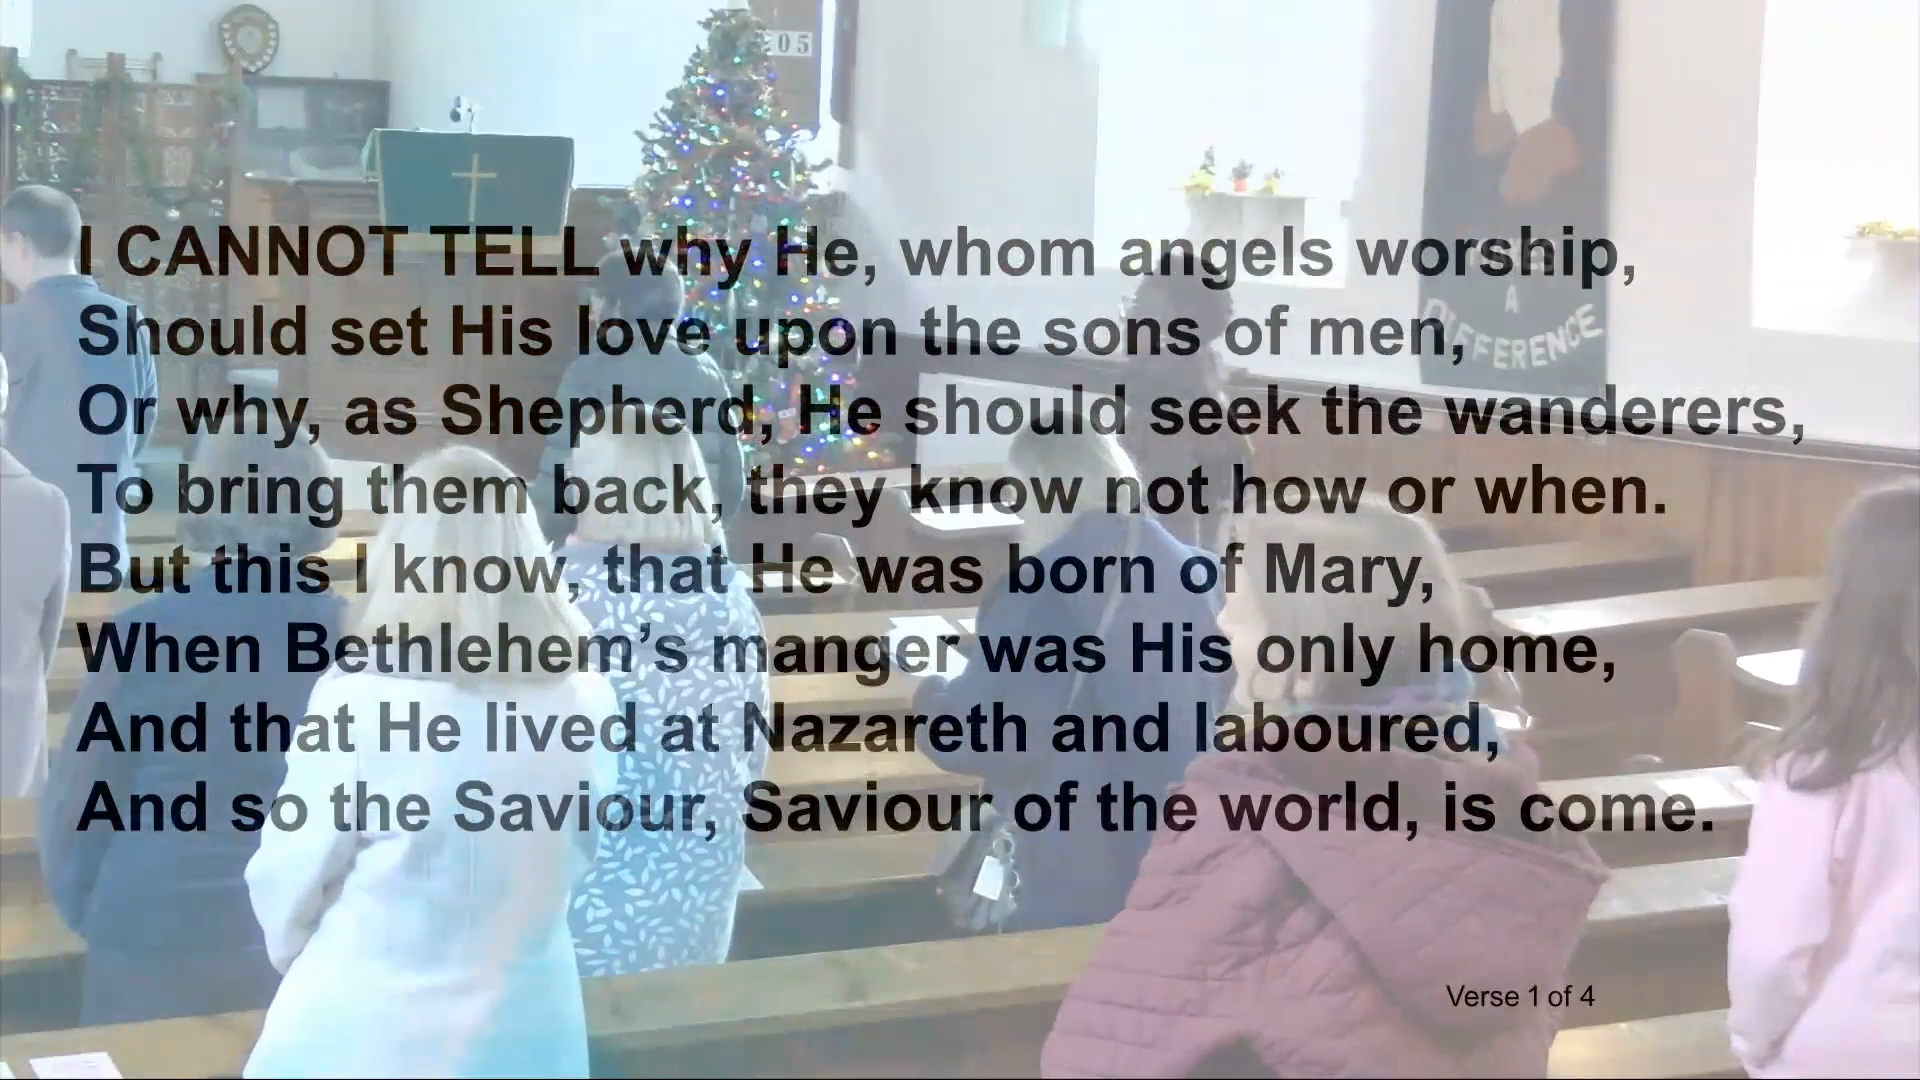 05
I CANNOT TELL why He, whom angels worship,
Should set His love upon the sons of men,
Or why, as Shepherd, He should seek the wanderers,
To bring them back, they know not how or when.
But this I know, that He was born of Mary,
When Bethlehem’s manger was His only home,
And that He lived at Nazareth and laboured,
And so the Saviour, Saviour of the world, is come.
A
DIFFERENCE
Verse 1 of 4